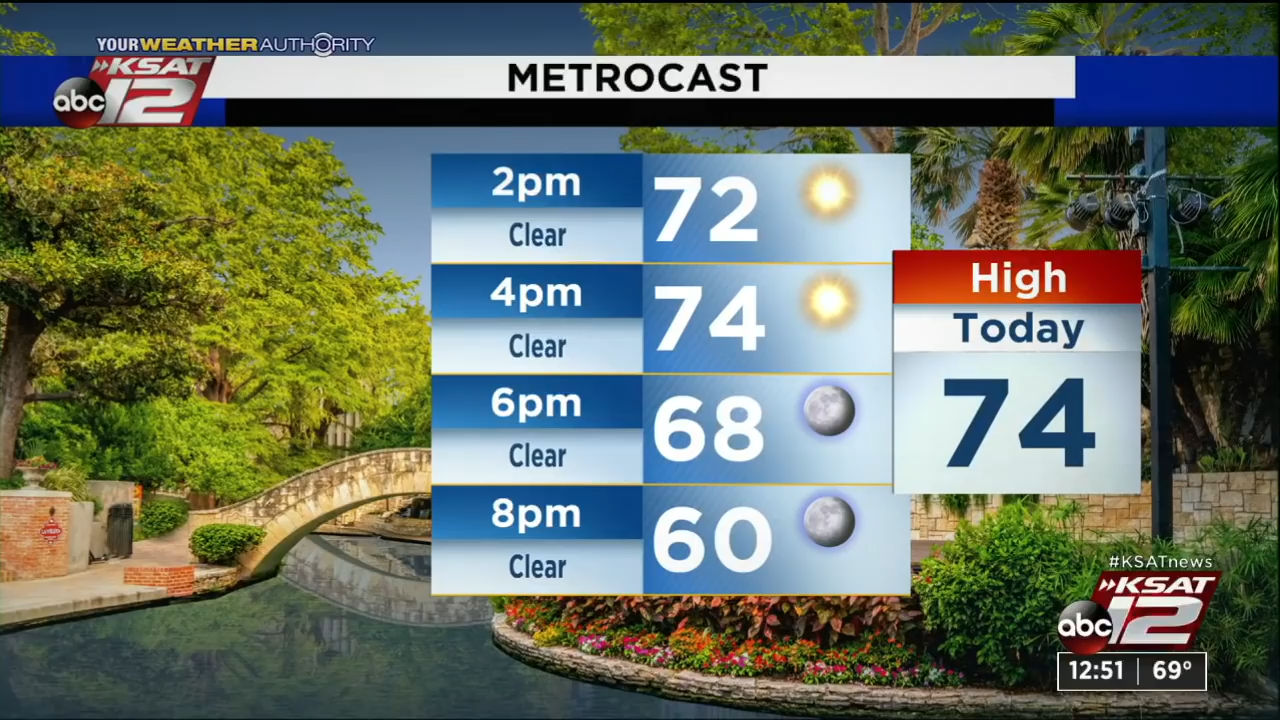 YOUR WEATHER AUTHORITY
KSAT
abc 12
METROCAST
2pm
Clear
72
4pm
Clear
74
6pm
Clear
68
8pm
Clear
60
High
Today
74
#KSATnews
KSAT
abc 12
12:51 69°